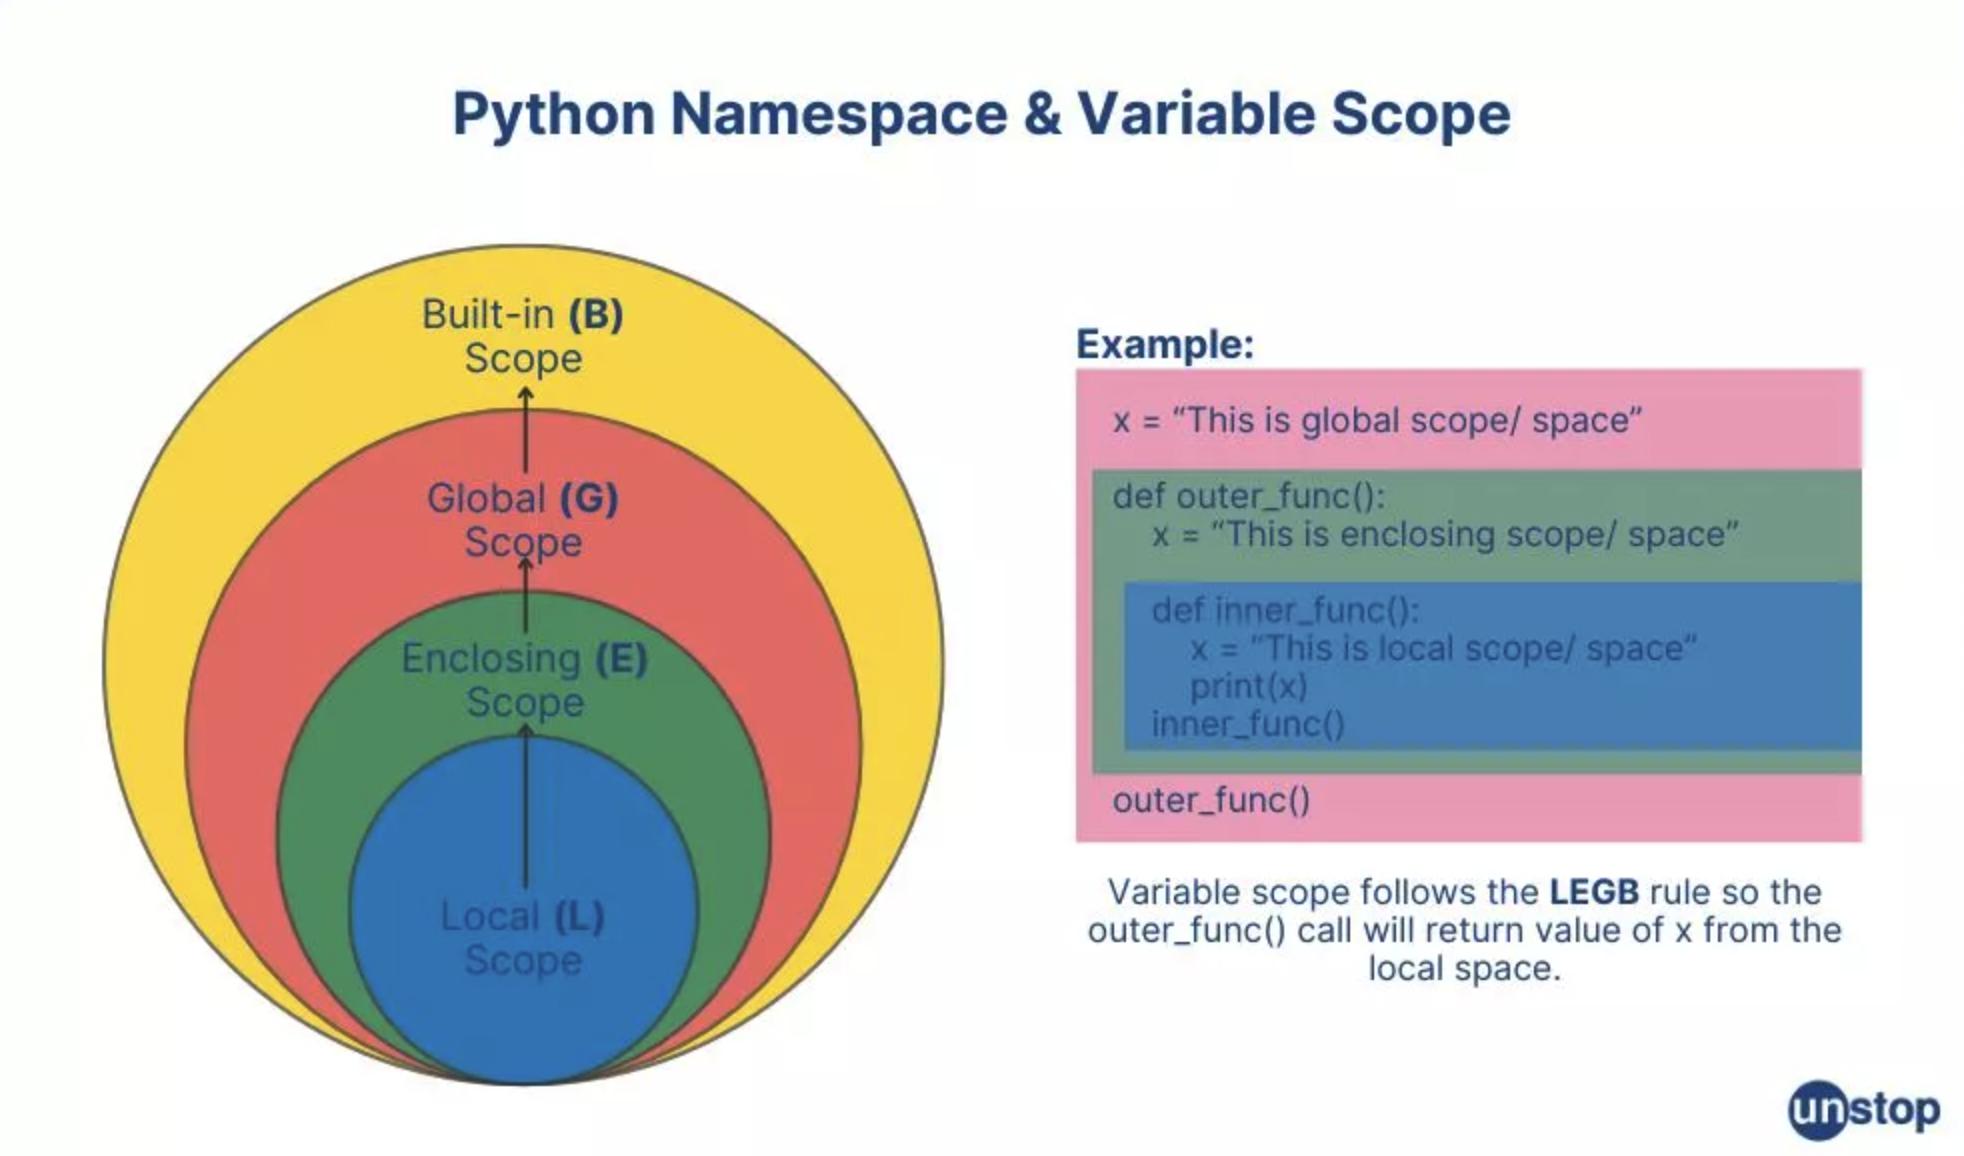 Python Namespace & Variable Scope
Built-in (B)
Scope
Global (G)
Scope
Enclosing (E)
Scope
Local (L)
Scope
Example:
x = “This is global scope/ space”
def outer_func():
x = “This is enclosing scope/ space”
def inner_func():
x = “This is local scope/ space”
print(x)
inner_func()
outer_func()
Variable scope follows the LEGB rule so the
outer_func() call will return value of x from the
local space.
unstop